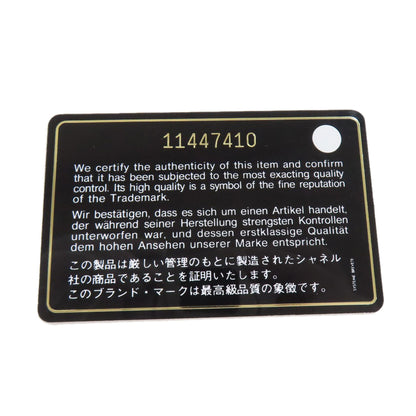 11447410
We certify the authenticity of this item and confirm
that it has been subjected to the most exacting quality
control. Its high quality is a symbol of the fine reputation
of the Trademark.
Wir bestätigen, dass es sich um einen Artikel handelt,
der während seiner Herstellung strengsten Kontrollen
unterworfen war, und dessen erstklassige Qualität
dem hohen Ansehen unserer Marke entspricht.
この製品は厳しい管理のもとに製造されたシャネル
社の商品であることを証明いたします。
このブランド・マークは最高級品質の象徴です。